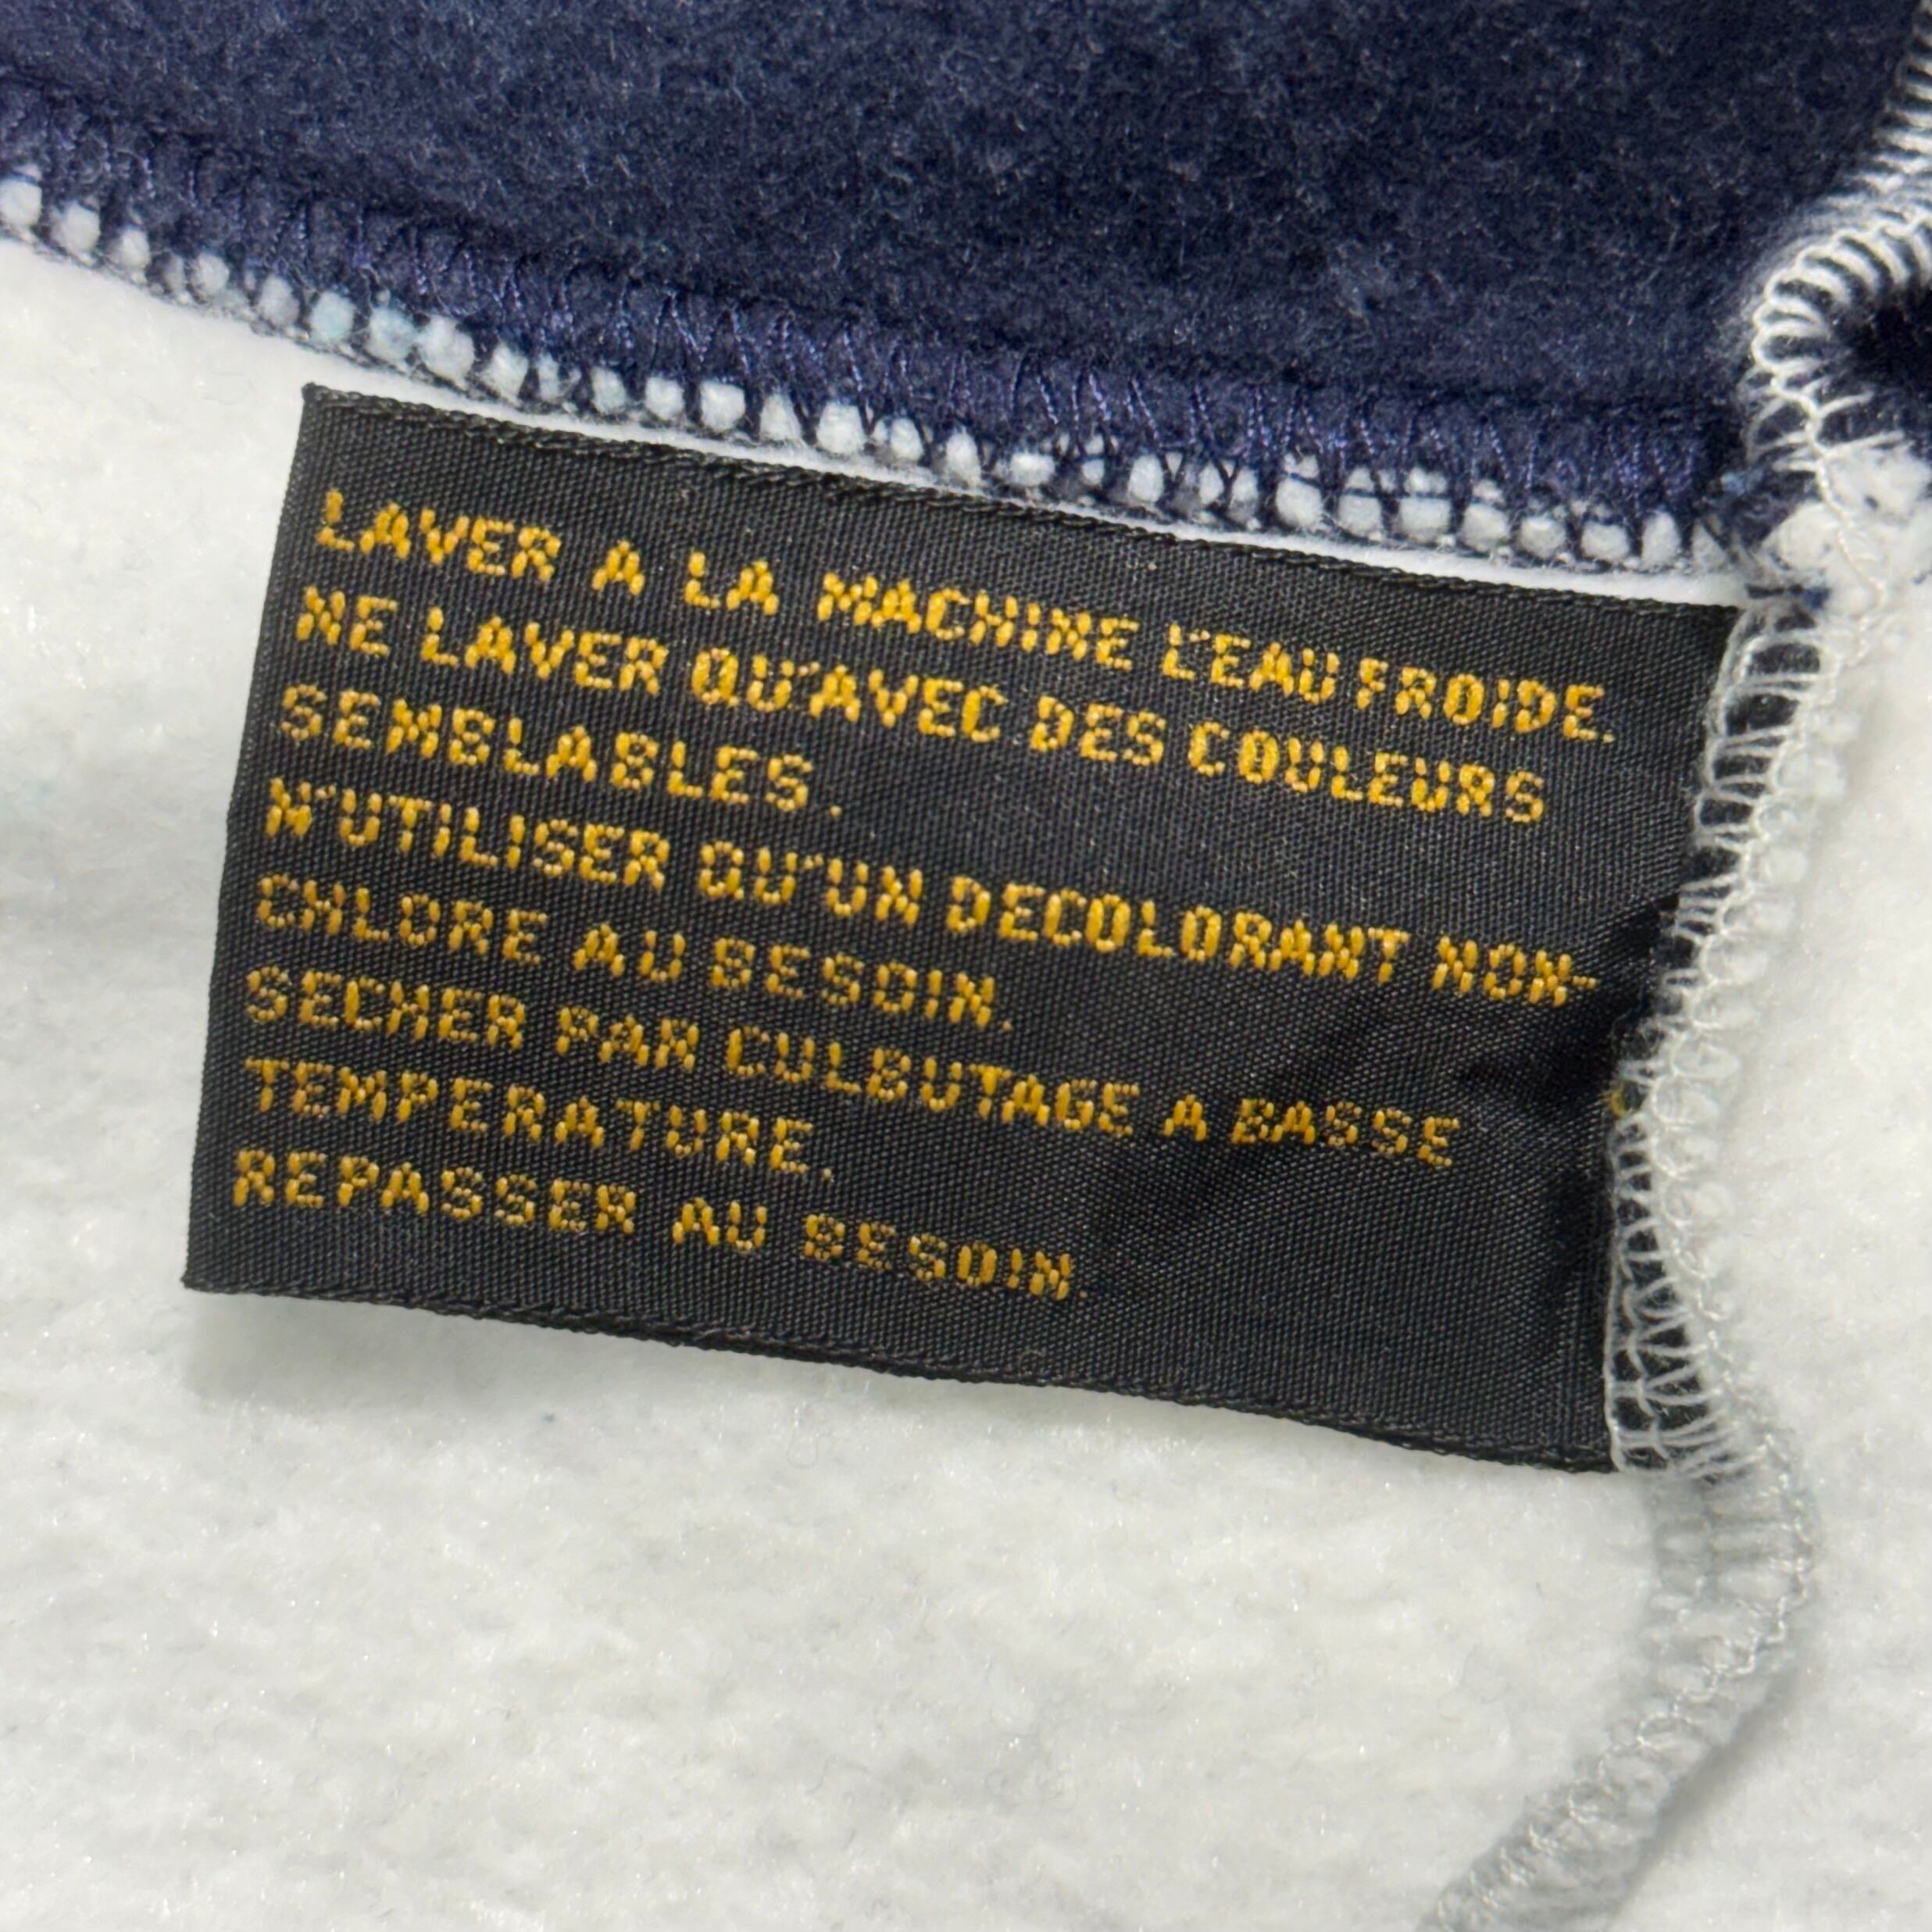 LAVER A LA MACHINE L'EAU FROIDE.
NE LAVER QU'AVEC DES COULEURS
SEMBLABLES.
N'UTILISER QU'UN DECOLORANT NON-
CHLORE AU BESOIN.
SECHER PAR CULBUTAGE A BASSE
TEMPERATURE.
REPASSER AU BESOIN.